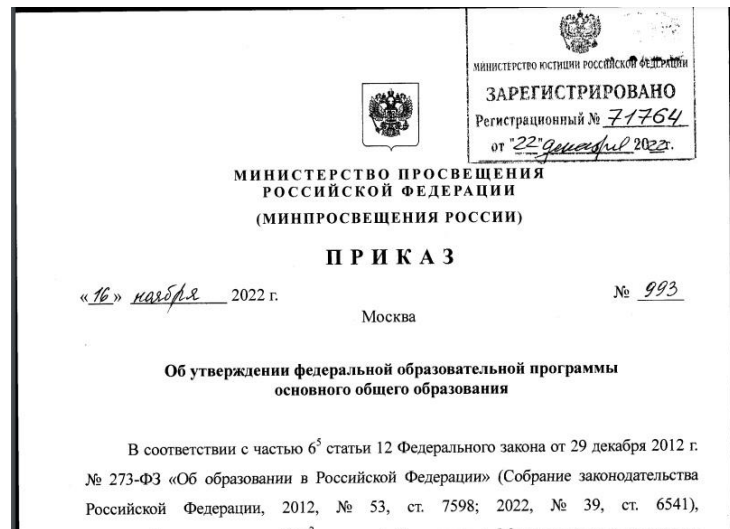 МИНИСТЕРСТВО ЮСТИЦИИ РОССИЙСКОЙ ФЕДЕРАЦИИ
ЗАРЕГИСТРИРОВАНО
Регистрационный № 71764
от "22" декабря 2022г.
МИНИСТЕРСТВО ПРОСВЕЩЕНИЯ
РОССИЙСКОЙ ФЕДЕРАЦИИ
(МИНПРОСВЕЩЕНИЯ РОССИИ)
ПРИКАЗ
«16» ноября 2022 г.
№ 993
Москва
Об утверждении федеральной образовательной программы
основного общего образования
В соответствии с частью 6⁵ статьи 12 Федерального закона от 29 декабря 2012 г.
№ 273-ФЗ «Об образовании в Российской Федерации» (Собрание законодательства
Российской Федерации, 2012, № 53, ст. 7598; 2022, № 39, ст. 6541),